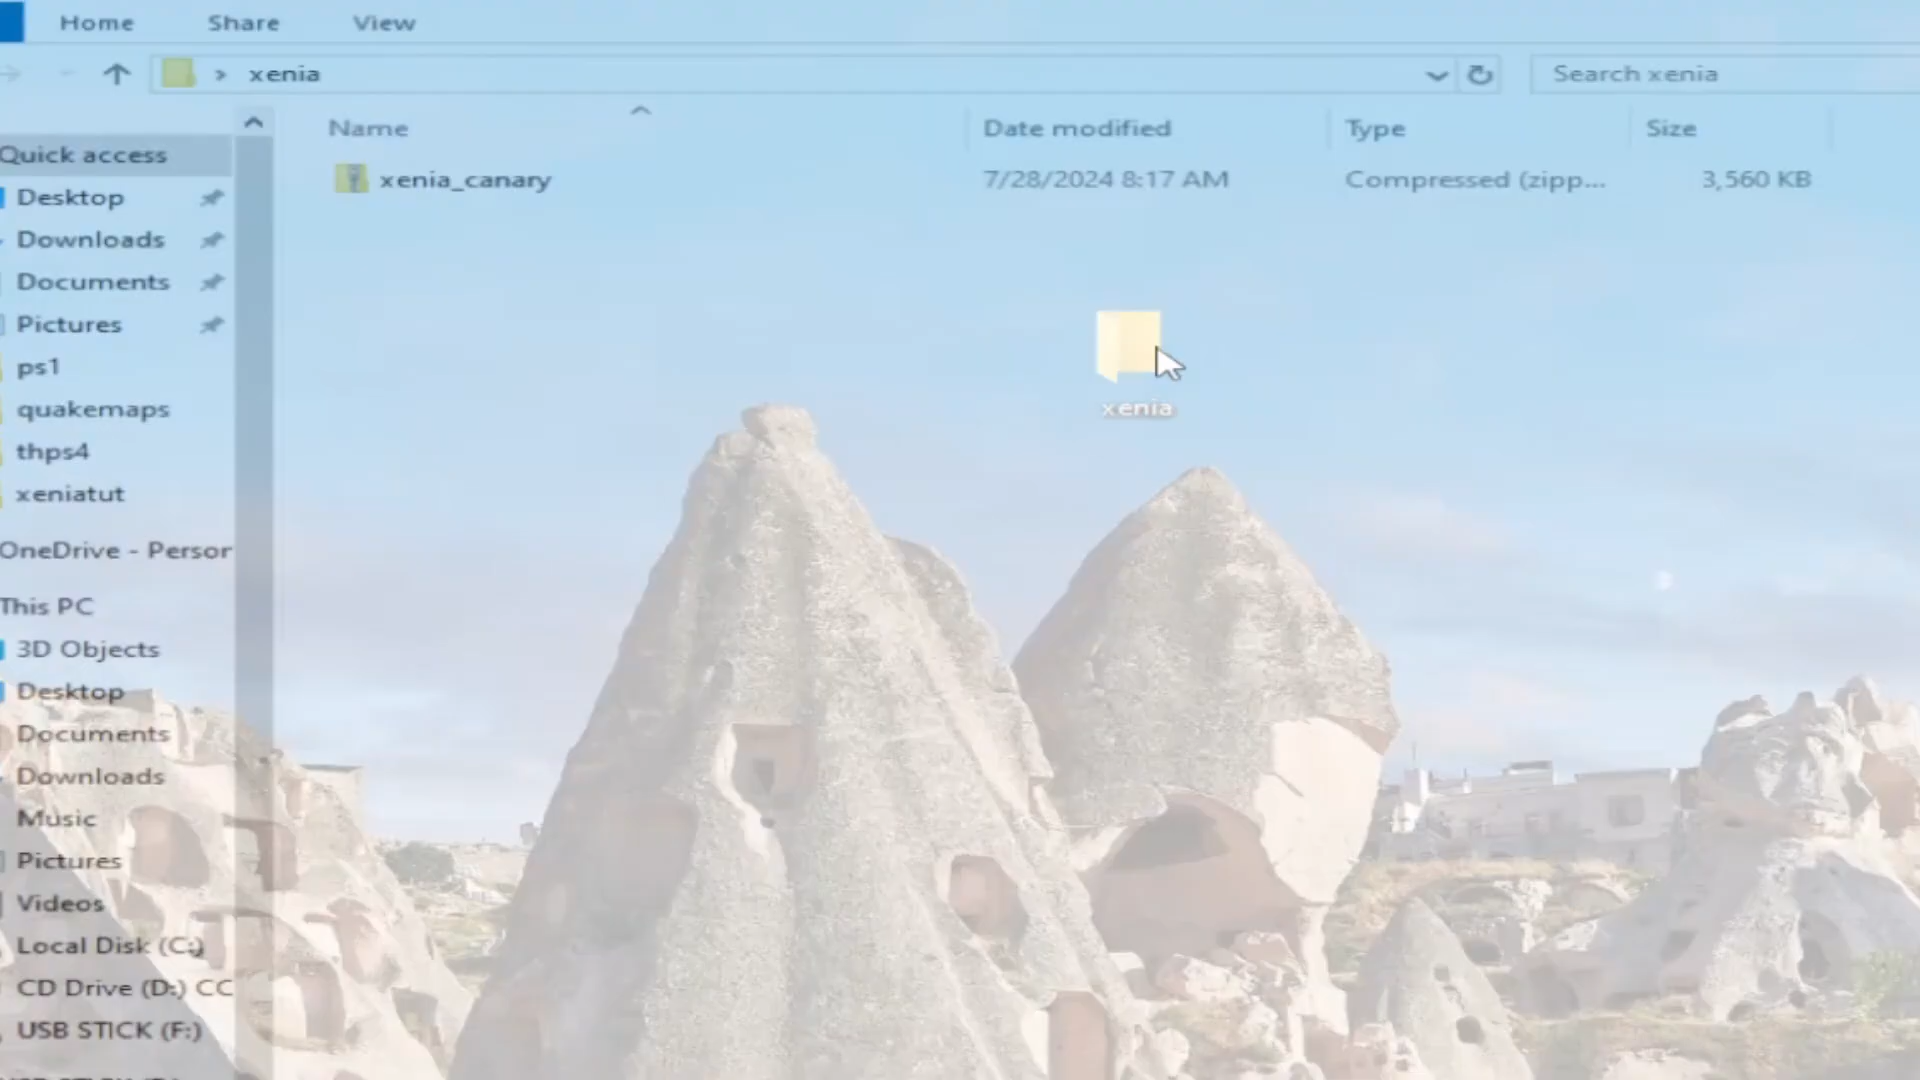 Home Share View
xenia
Search xenia
Name Date modified Type Size
xenia_canary 7/28/2024 8:17 AM Compressed (zipp... 3,560 KB
xenia
Quick access
Desktop
Downloads
Documents
Pictures
ps1
quakemaps
thps4
xeniatut
OneDrive - Person
This PC
3D Objects
Desktop
Documents
Downloads
Music
Pictures
Videos
Local Disk (C:)
CD Drive (D:) CC
USB STICK (F:)